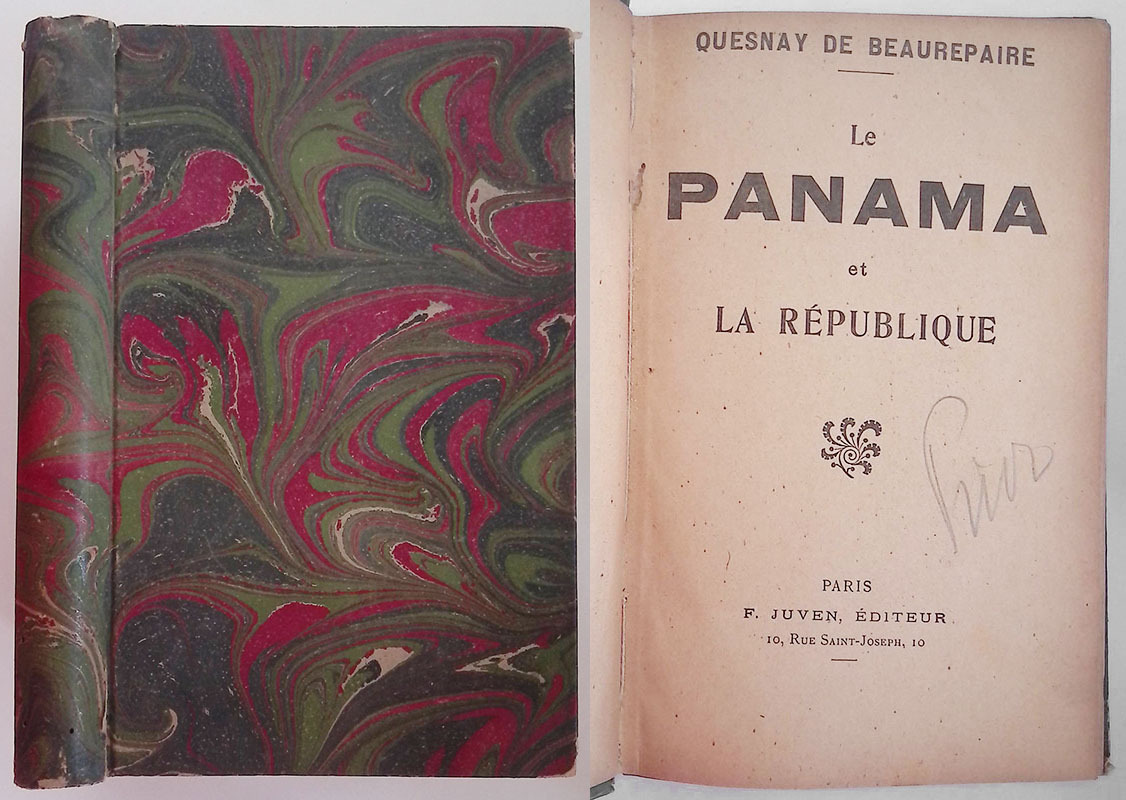 QUESNAY DE BEAUREPAIRE
Le
PANAMA
et
LA RÉPUBLIQUE
PARIS
F. JUVEN, ÉDITEUR
10, RUE SAINT-JOSEPH, 10